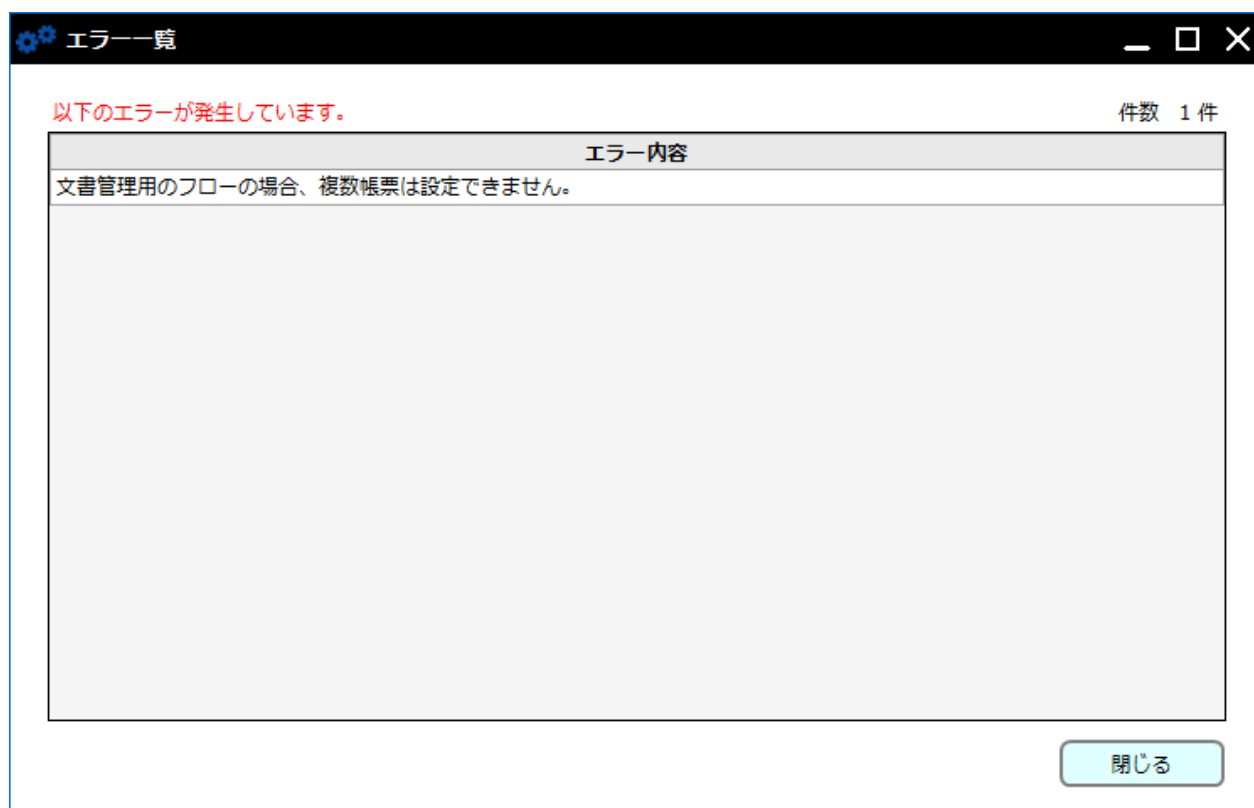 エラー一覧
以下のエラーが発生しています。 件数 1 件
エラー内容
文書管理用のフローの場合、複数帳票は設定できません。
閉じる